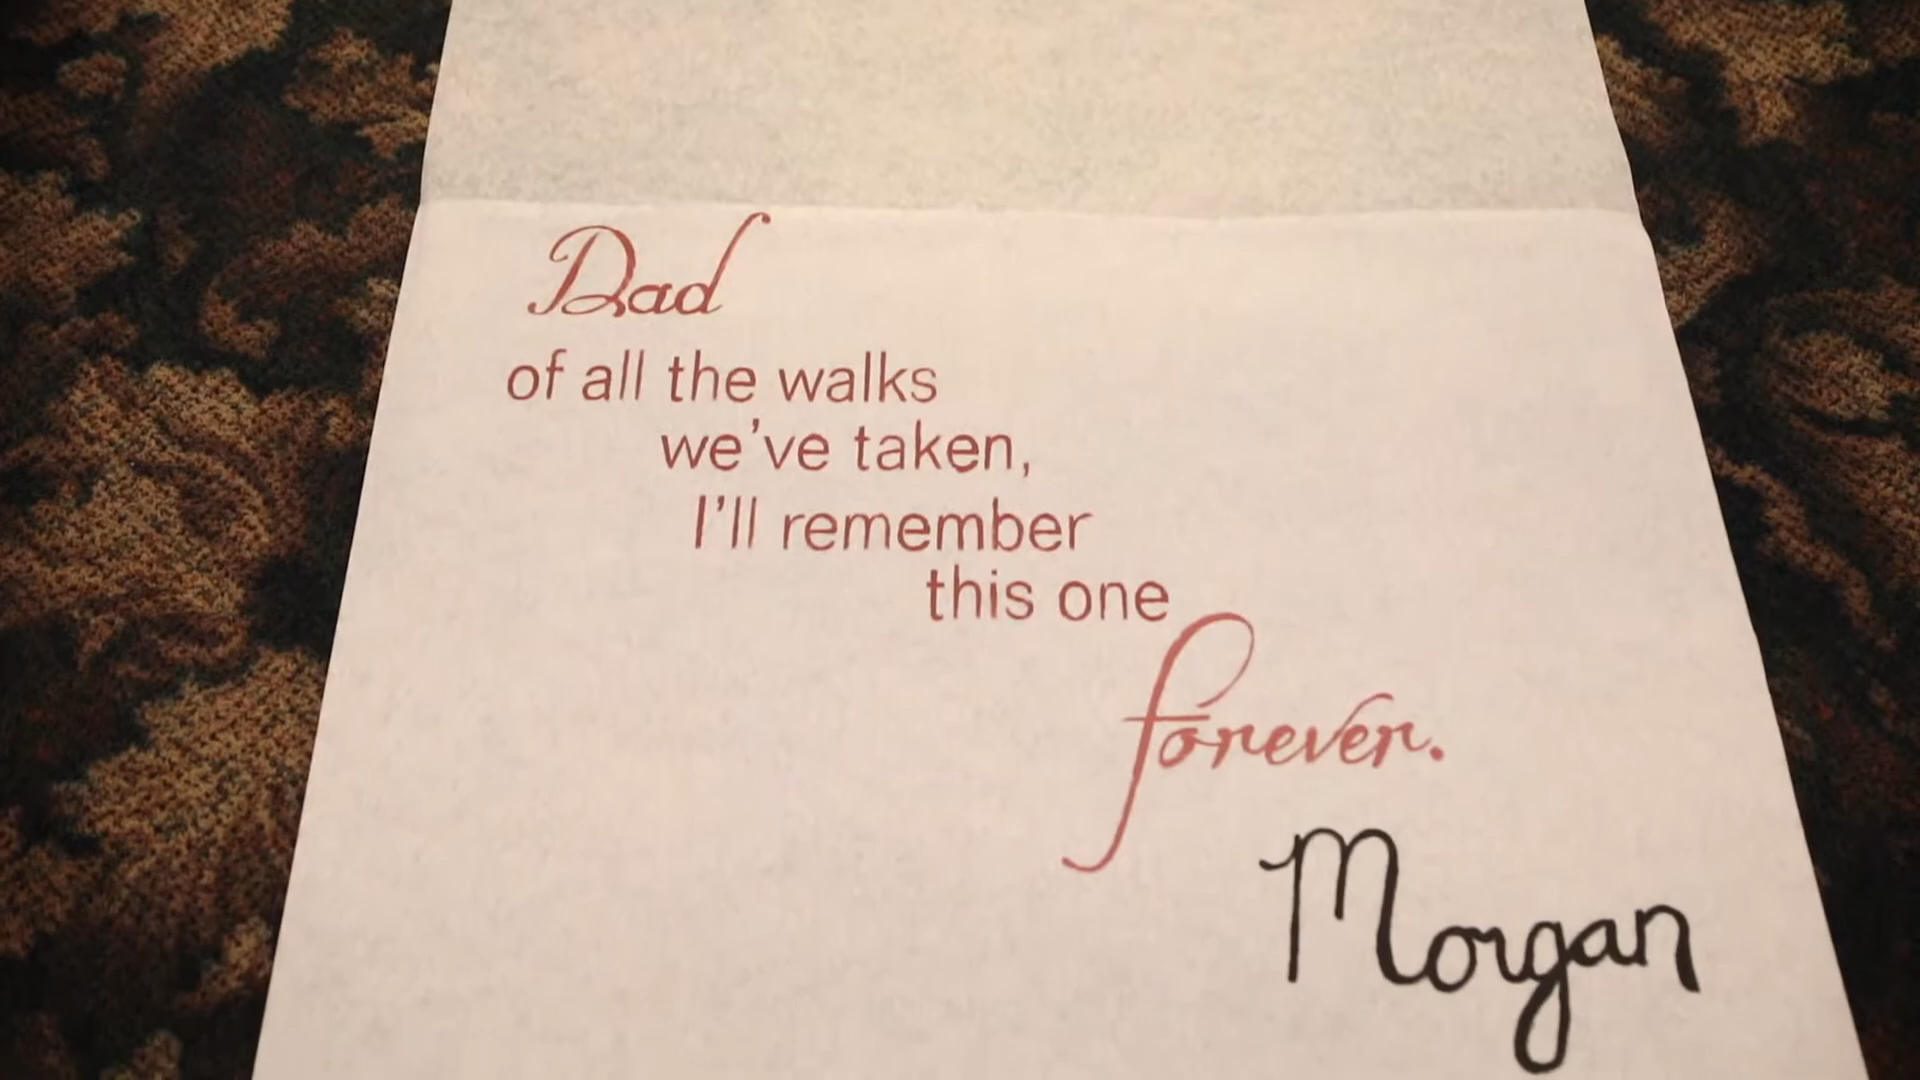 Dad
of all the walks
we've taken,
I'll remember
this one
forever.
Morgan